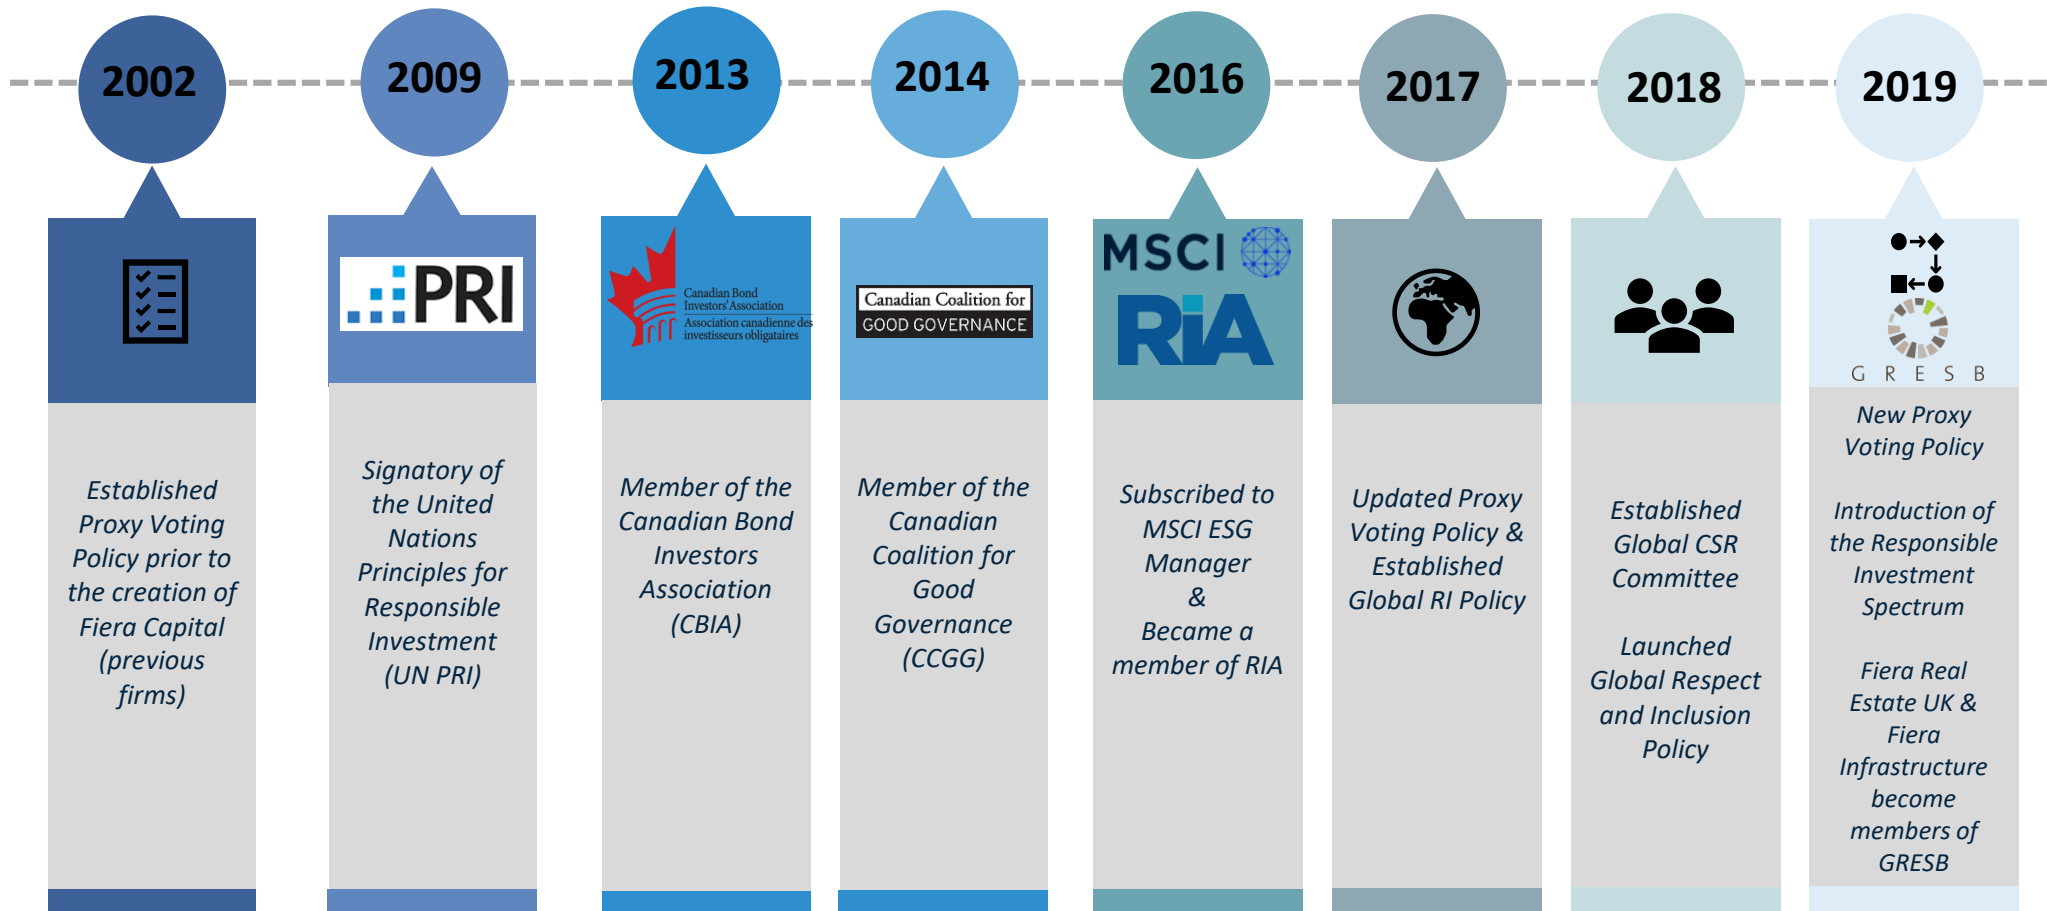 2002
2009
2013
2014
2016
2017
2018
2019
Established
Proxy Voting
Policy prior to
the creation of
Fiera Capital
(previous
firms)
PRI
Signatory of
the United
Nations
Principles for
Responsible
Investment
(UN PRI)
Canadian Bond
Investors' Association
Association canadienne des
investisseurs obligataires
Member of the
Canadian Bond
Investors
Association
(CBIA)
Canadian Coalition for
GOOD GOVERNANCE
Member of the
Canadian
Coalition for
Good
Governance
(CCGG)
MSCI
RiA
Subscribed to
MSCI ESG
Manager
&
Became a
member of RIA
Updated Proxy
Voting Policy &
Established
Global RI Policy
Established
Global CSR
Committee
Launched
Global Respect
and Inclusion
Policy
GRESB
New Proxy
Voting Policy
Introduction of
the Responsible
Investment
Spectrum
Fiera Real
Estate UK &
Fiera
Infrastructure
become
members of
GRESB